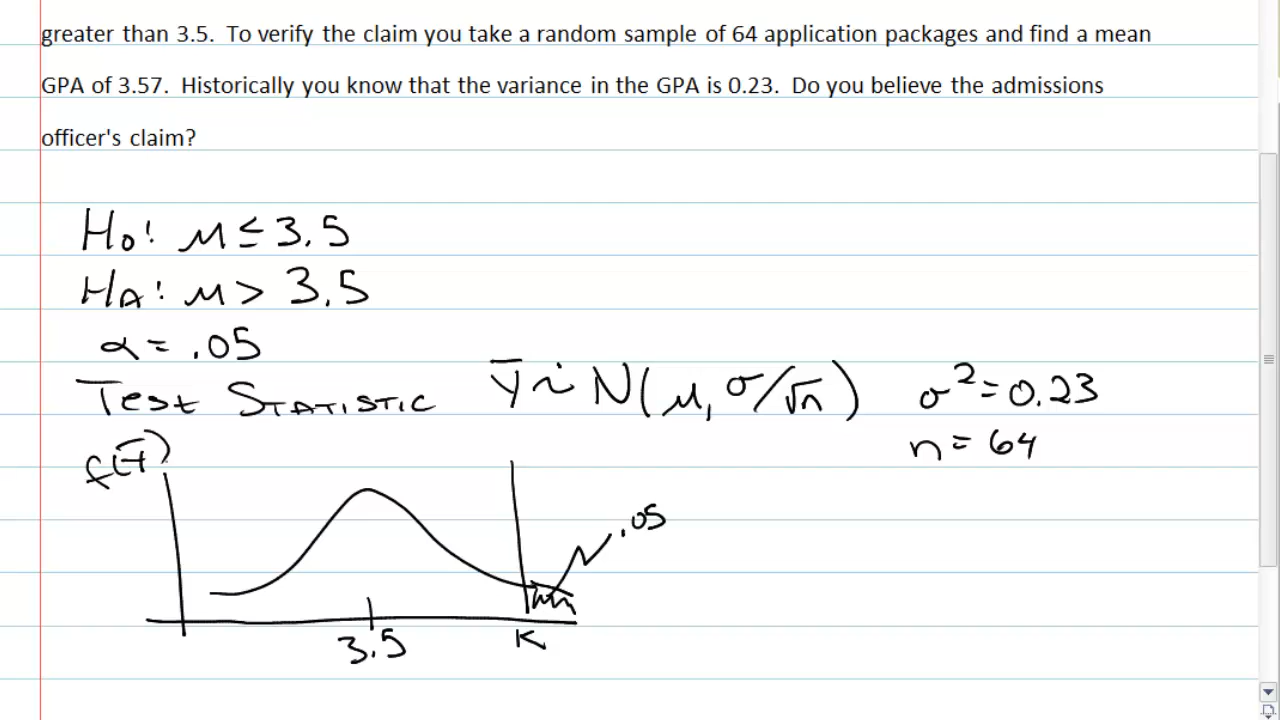 greater than 3.5. To verify the claim you take a random sample of 64 application packages and find a mean
GPA of 3.57. Historically you know that the variance in the GPA is 0.23. Do you believe the admissions
officer's claim?
H0: μ ≤ 3.5
HA: μ > 3.5
α = .05
Test Statistic Ȳ ~ N(μ, σ/√n) σ² = 0.23
n = 64
f(Ȳ)
.05
3.5 K